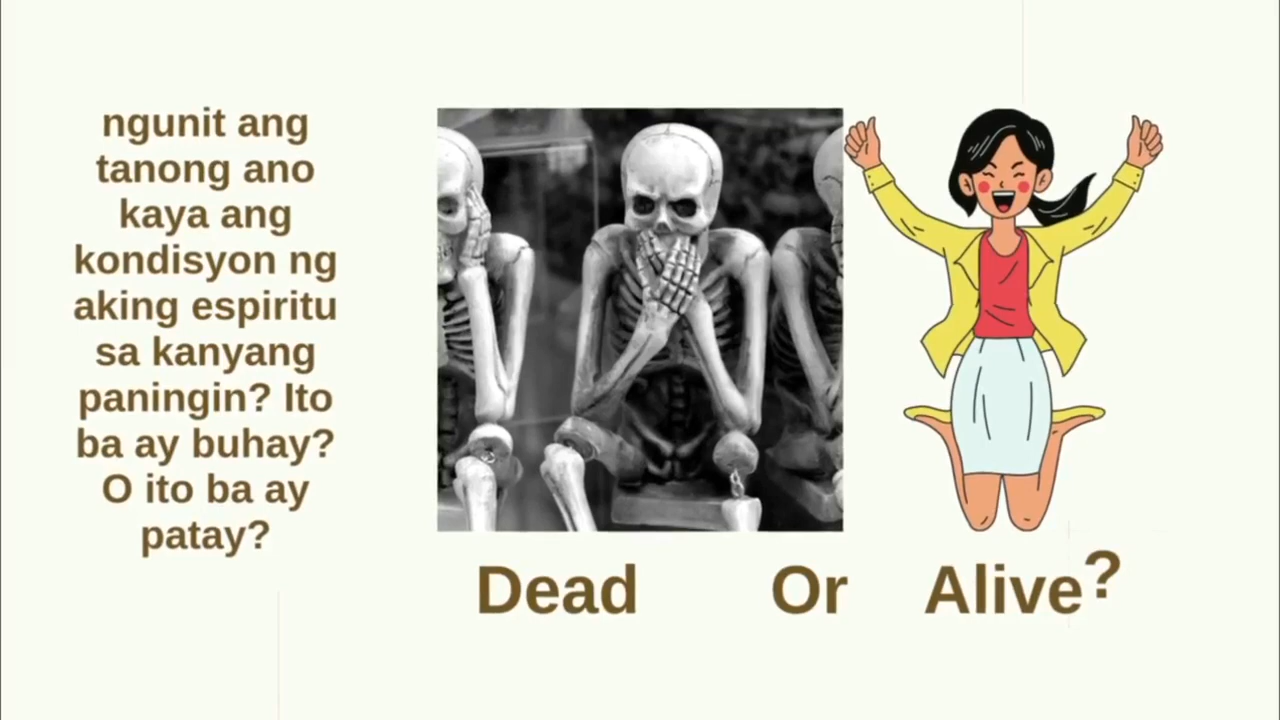 ngunit ang
tanong ano
kaya ang
kondisyon ng
aking espiritu
sa kanyang
paningin? Ito
ba ay buhay?
O ito ba ay
patay?
Dead Or Alive?